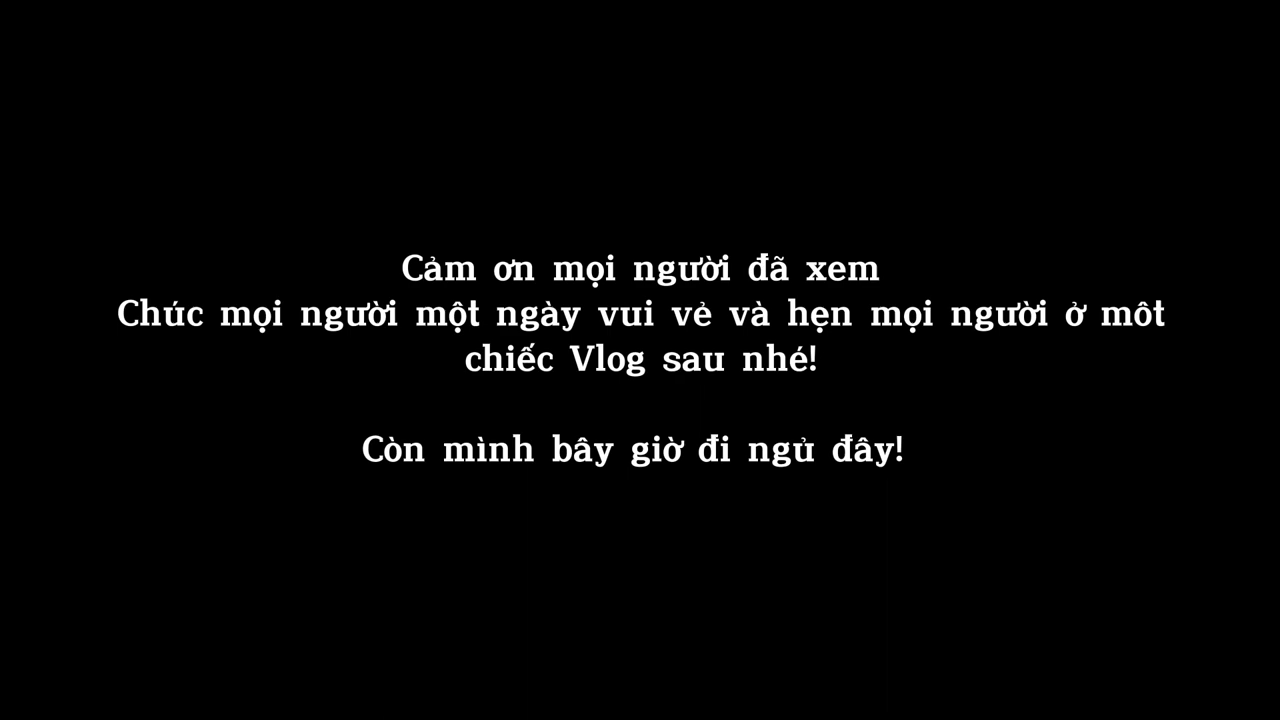 Cảm ơn mọi người đã xem
Chúc mọi người một ngày vui vẻ và hẹn mọi người ở môt
chiếc Vlog sau nhé!
Còn mình bây giờ đi ngủ đây!